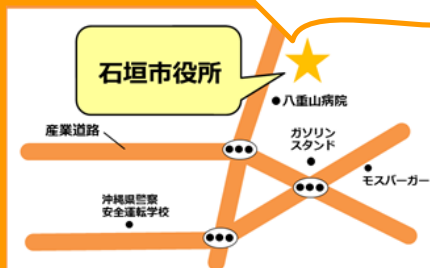 石垣市役所
八重山病院
産業道路
ガソリン
スタンド
モスバーガー
沖縄県警察
安全運転学校